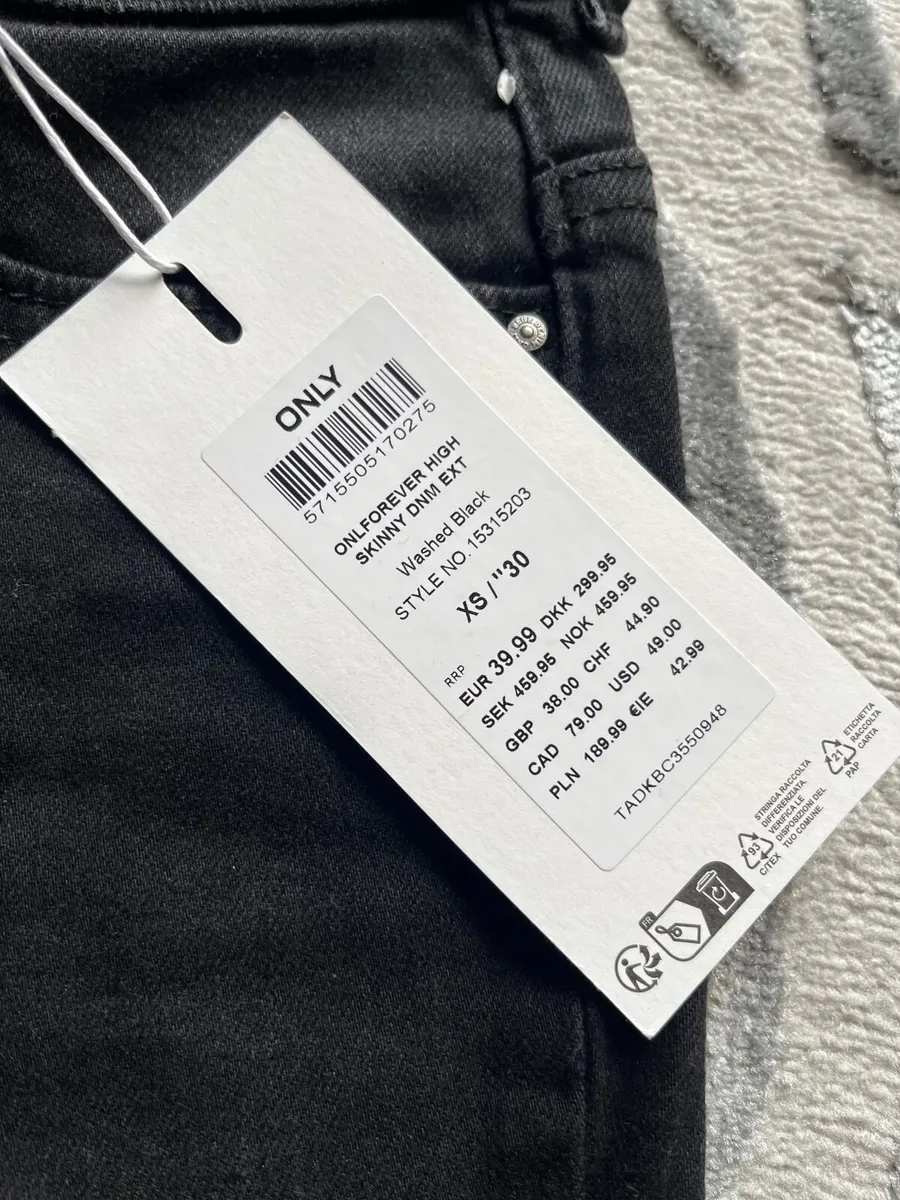 ONLY
5715505170275
ONLFOREVER HIGH
SKINNY DNM EXT
Washed Black
STYLE NO.15315203
XS / "30
RRP
EUR 39.99 DKK 299.95
SEK 459.95 NOK 459.95
GBP 38.00 CHF 44.90
CAD 79.00 USD 49.00
PLN 189.99 €IE 42.99
TADKBC3550948
FR
93
C/TEX
STRINGA RACCOLTA
DIFFERENZIATA.
VERIFICA LE
DISPOSIZIONI DEL
TUO COMUNE.
21
PAP
ETICHETTA
RACCOLTA
CARTA